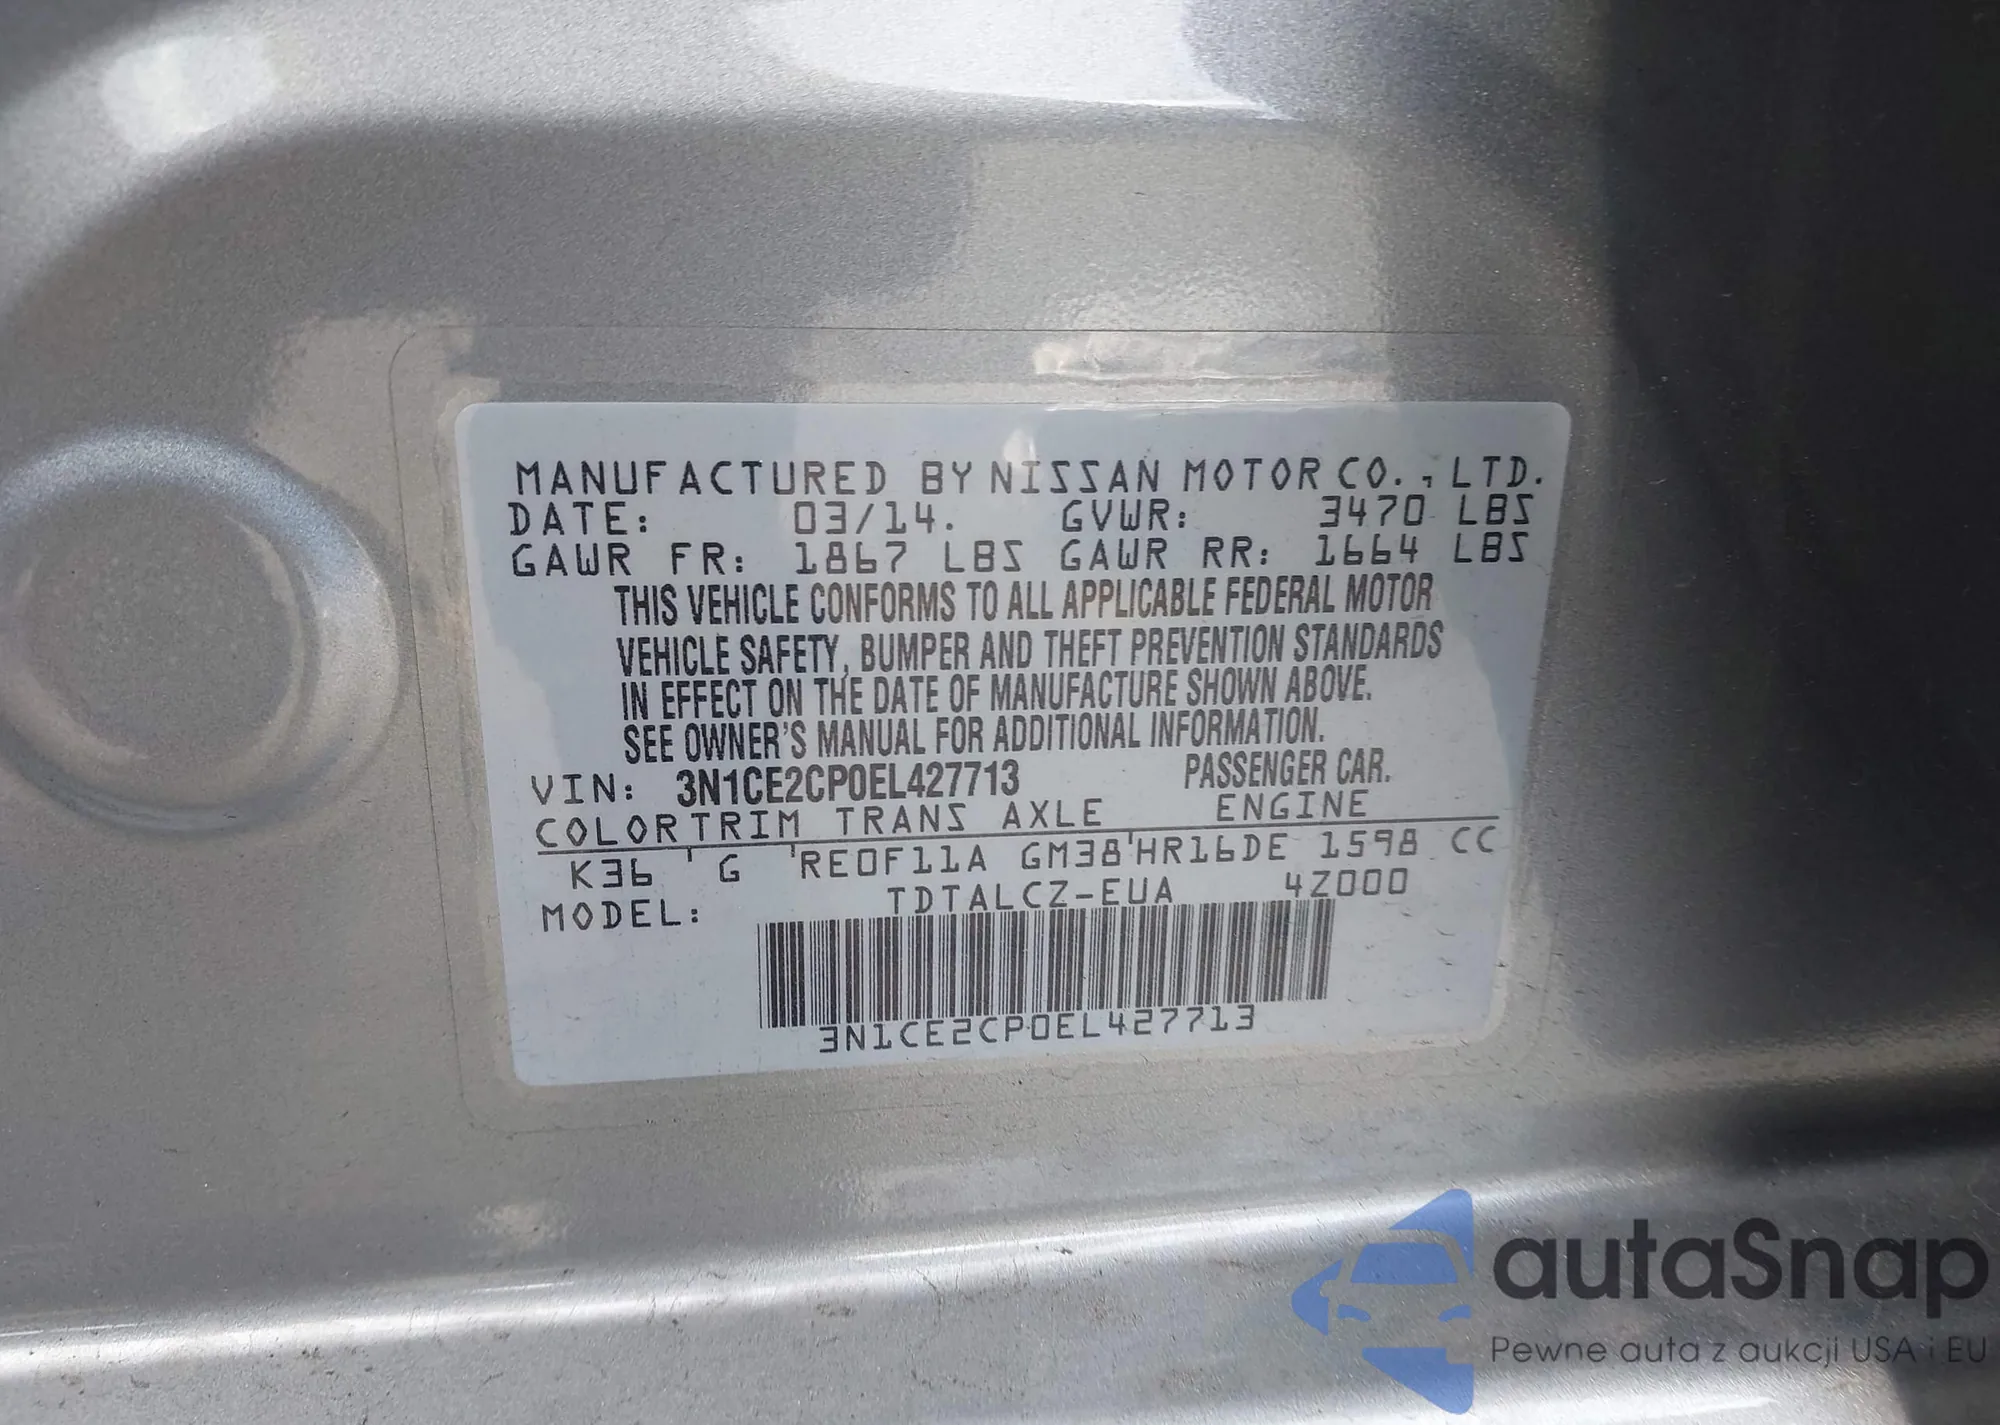 MANUFACTURED BY NISSAN MOTOR CO., LTD.
DATE: 03/14. GVWR: 3470 LBS
GAWR FR: 1867 LBS GAWR RR: 1664 LBS
THIS VEHICLE CONFORMS TO ALL APPLICABLE FEDERAL MOTOR
VEHICLE SAFETY, BUMPER AND THEFT PREVENTION STANDARDS
IN EFFECT ON THE DATE OF MANUFACTURE SHOWN ABOVE.
SEE OWNER'S MANUAL FOR ADDITIONAL INFORMATION.
VIN: 3N1CE2CP0EL427713 PASSENGER CAR.
COLOR TRIM TRANS AXLE ENGINE
K36 ' G ' RE0F11A GM38 ' HR16DE 1598 CC
MODEL: TDTALCZ-EUA 4Z000
3N1CE2CP0EL427713
autaSnap
Pewne auta z aukcji USA i EU